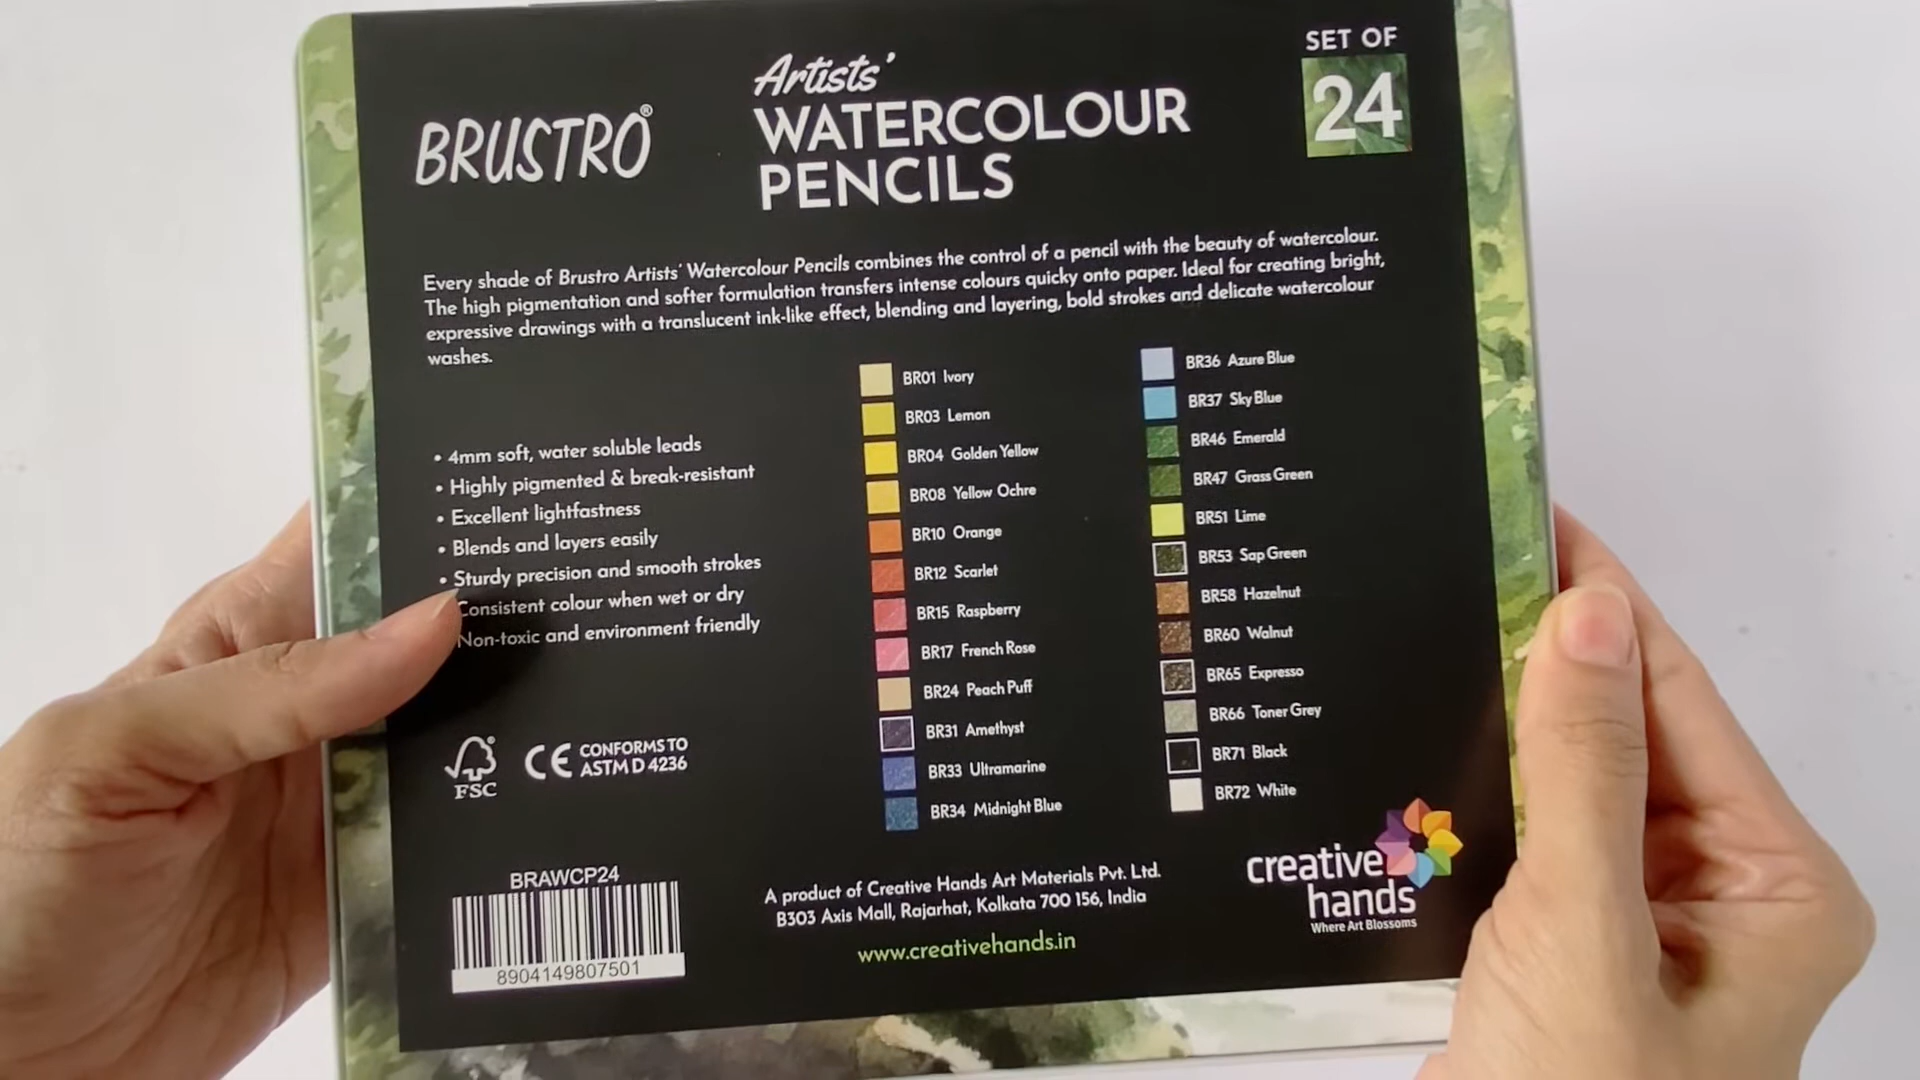 BRUSTRO®
Artists'
WATERCOLOUR
PENCILS
SET OF
24
Every shade of Brustro Artists' Watercolour Pencils combines the control of a pencil with the beauty of watercolour.
The high pigmentation and softer formulation transfers intense colours quicky onto paper. Ideal for creating bright,
expressive drawings with a translucent ink-like effect, blending and layering, bold strokes and delicate watercolour
washes.
• 4mm soft, water soluble leads
• Highly pigmented & break-resistant
• Excellent lightfastness
• Blends and layers easily
• Sturdy precision and smooth strokes
Consistent colour when wet or dry
Non-toxic and environment friendly
BR01 Ivory
BR03 Lemon
BR04 Golden Yellow
BR08 Yellow Ochre
BR10 Orange
BR12 Scarlet
BR15 Raspberry
BR17 French Rose
BR24 Peach Puff
BR31 Amethyst
BR33 Ultramarine
BR34 Midnight Blue
BR36 Azure Blue
BR37 Sky Blue
BR46 Emerald
BR47 Grass Green
BR51 Lime
BR53 Sap Green
BR58 Hazelnut
BR60 Walnut
BR65 Expresso
BR66 Toner Grey
BR71 Black
BR72 White
FSC
CE CONFORMS TO
ASTM D 4236
BRAWCP24
8904149807501
A product of Creative Hands Art Materials Pvt. Ltd.
B303 Axis Mall, Rajarhat, Kolkata 700 156, India
www.creativehands.in
creative
hands
Where Art Blossoms